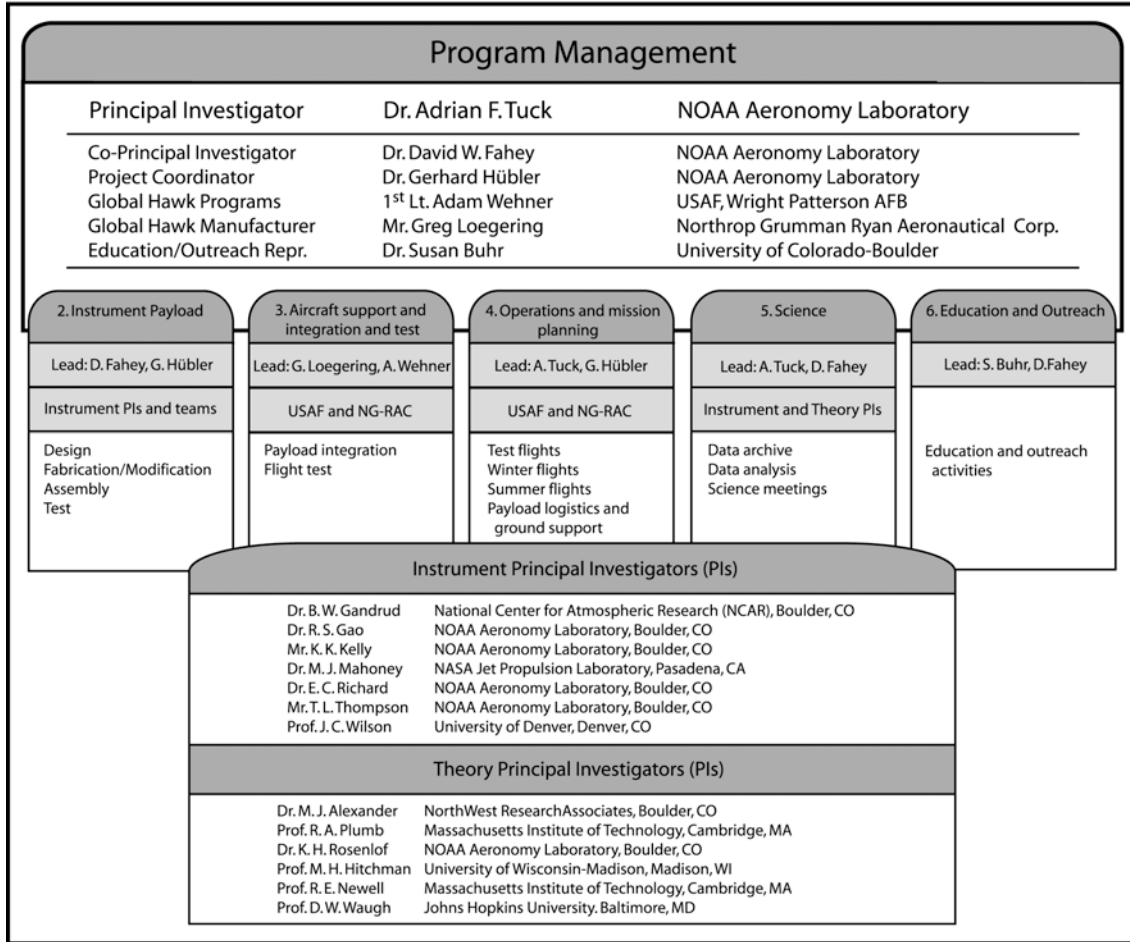 Program Management
Principal Investigator Dr. Adrian F. Tuck NOAA Aeronomy Laboratory
Co-Principal Investigator Dr. David W. Fahey NOAA Aeronomy Laboratory
Project Coordinator Dr. Gerhard Hübler NOAA Aeronomy Laboratory
Global Hawk Programs 1st Lt. Adam Wehner USAF, Wright Patterson AFB
Global Hawk Manufacturer Mr. Greg Loegering Northrop Grumman Ryan Aeronautical Corp.
Education/Outreach Repr. Dr. Susan Buhr University of Colorado-Boulder
2. Instrument Payload
Lead: D. Fahey, G. Hübler
Instrument PIs and teams
Design
Fabrication/Modification
Assembly
Test
3. Aircraft support and
integration and test
Lead: G. Loegering, A. Wehner
USAF and NG-RAC
Payload integration
Flight test
4. Operations and mission
planning
Lead: A. Tuck, G. Hübler
USAF and NG-RAC
Test flights
Winter flights
Summer flights
Payload logistics and
ground support
5. Science
Lead: A. Tuck, D. Fahey
Instrument and Theory PIs
Data archive
Data analysis
Science meetings
6. Education and Outreach
Lead: S. Buhr, D.Fahey
Education and outreach
activities
Instrument Principal Investigators (PIs)
Dr. B. W. Gandrud National Center for Atmospheric Research (NCAR), Boulder, CO
Dr. R. S. Gao NOAA Aeronomy Laboratory, Boulder, CO
Mr. K. K. Kelly NOAA Aeronomy Laboratory, Boulder, CO
Dr. M. J. Mahoney NASA Jet Propulsion Laboratory, Pasadena, CA
Dr. E. C. Richard NOAA Aeronomy Laboratory, Boulder, CO
Mr. T. L. Thompson NOAA Aeronomy Laboratory, Boulder, CO
Prof. J. C. Wilson University of Denver, Denver, CO
Theory Principal Investigators (PIs)
Dr. M. J. Alexander NorthWest ResearchAssociates, Boulder, CO
Prof. R. A. Plumb Massachusetts Institute of Technology, Cambridge, MA
Dr. K. H. Rosenlof NOAA Aeronomy Laboratory, Boulder, CO
Prof. M. H. Hitchman University of Wisconsin-Madison, Madison, WI
Prof. R. E. Newell Massachusetts Institute of Technology, Cambridge, MA
Prof. D. W. Waugh Johns Hopkins University. Baltimore, MD